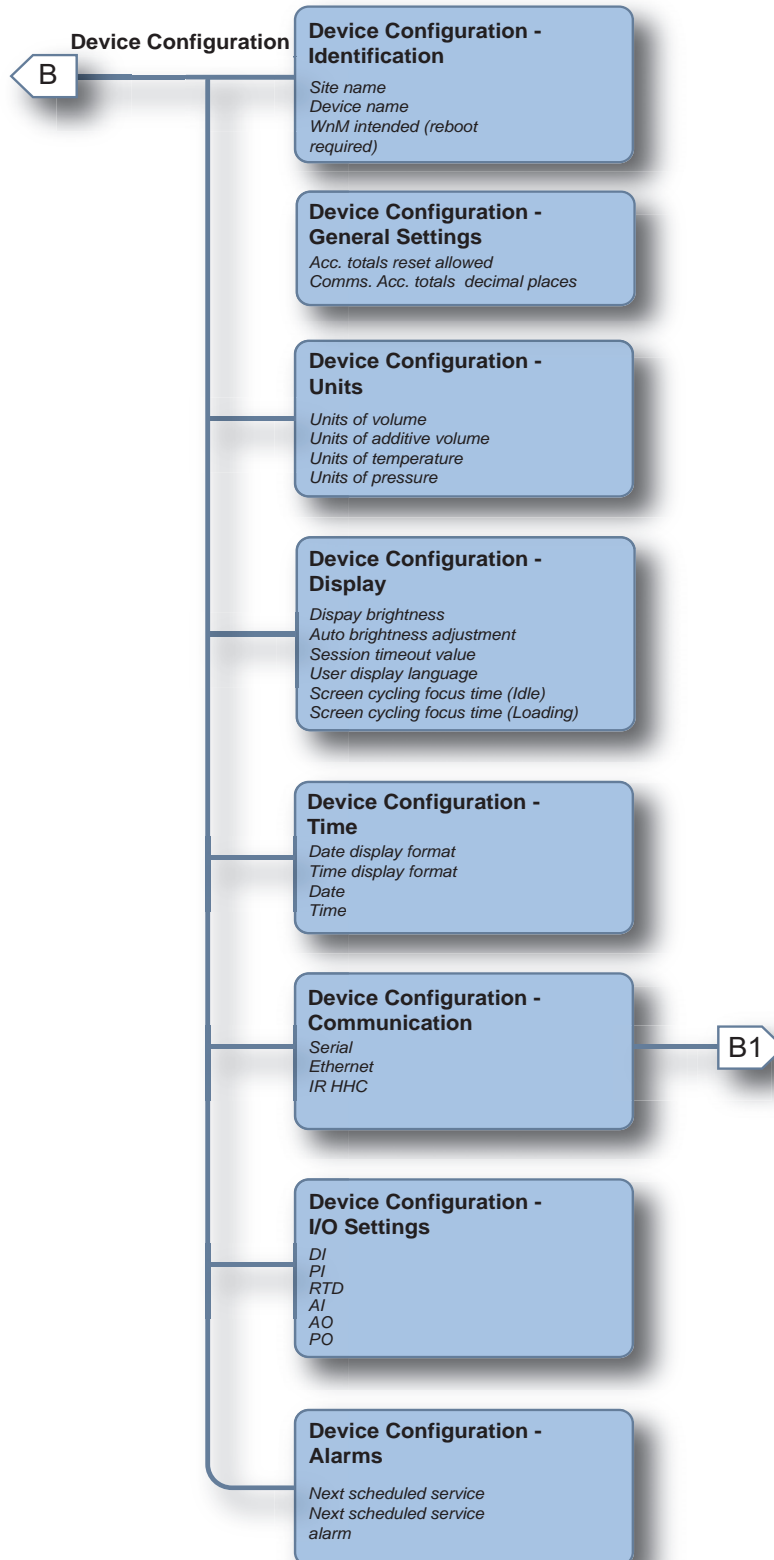 Device Configuration
B
Device Configuration -
Identification
Site name
Device name
WnM intended (reboot
required)
Device Configuration -
General Settings
Acc. totals reset allowed
Comms. Acc. totals  decimal places
Device Configuration -
Units
Units of volume
Units of additive volume
Units of temperature
Units of pressure
Device Configuration -
Display
Dispay brightness
Auto brightness adjustment
Session timeout value
User display language
Screen cycling focus time (Idle)
Screen cycling focus time (Loading)
Device Configuration -
Time
Date display format
Time display format
Date
Time
Device Configuration -
Communication
Serial
Ethernet
IR HHC
B1
Device Configuration -
I/O Settings
DI
PI
RTD
AI
AO
PO
Device Configuration -
Alarms
Next scheduled service
Next scheduled service
alarm